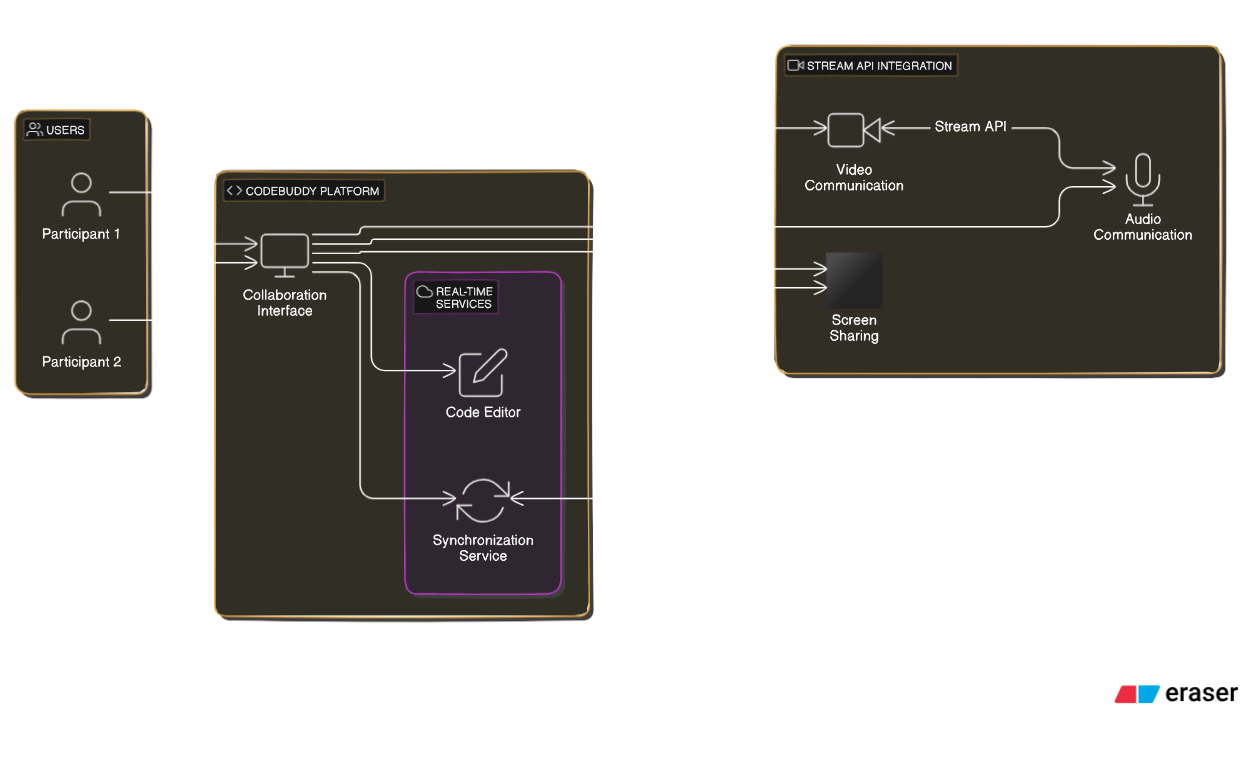 USERS
Participant 1
Participant 2
CODEBUDDY PLATFORM
Collaboration
Interface
REAL-TIME
SERVICES
Code Editor
Synchronization
Service
STREAM API INTEGRATION
Stream API
Video
Communication
Audio
Communication
Screen
Sharing
eraser